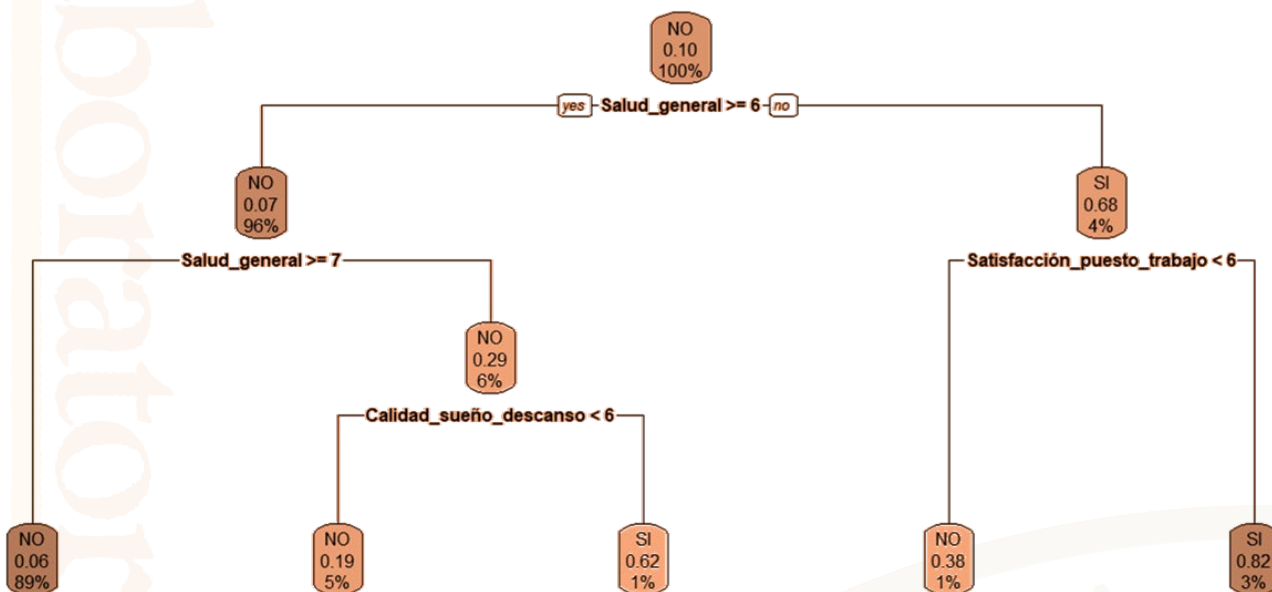 NO
0.10
100%
yes Salud_general >= 6 no
NO
0.07
96%
SI
0.68
4%
Salud_general >= 7
Satisfacción_puesto_trabajo < 6
NO
0.29
6%
Calidad_sueño_descanso < 6
NO
0.06
89%
NO
0.19
5%
SI
0.62
1%
NO
0.38
1%
SI
0.82
3%
borator